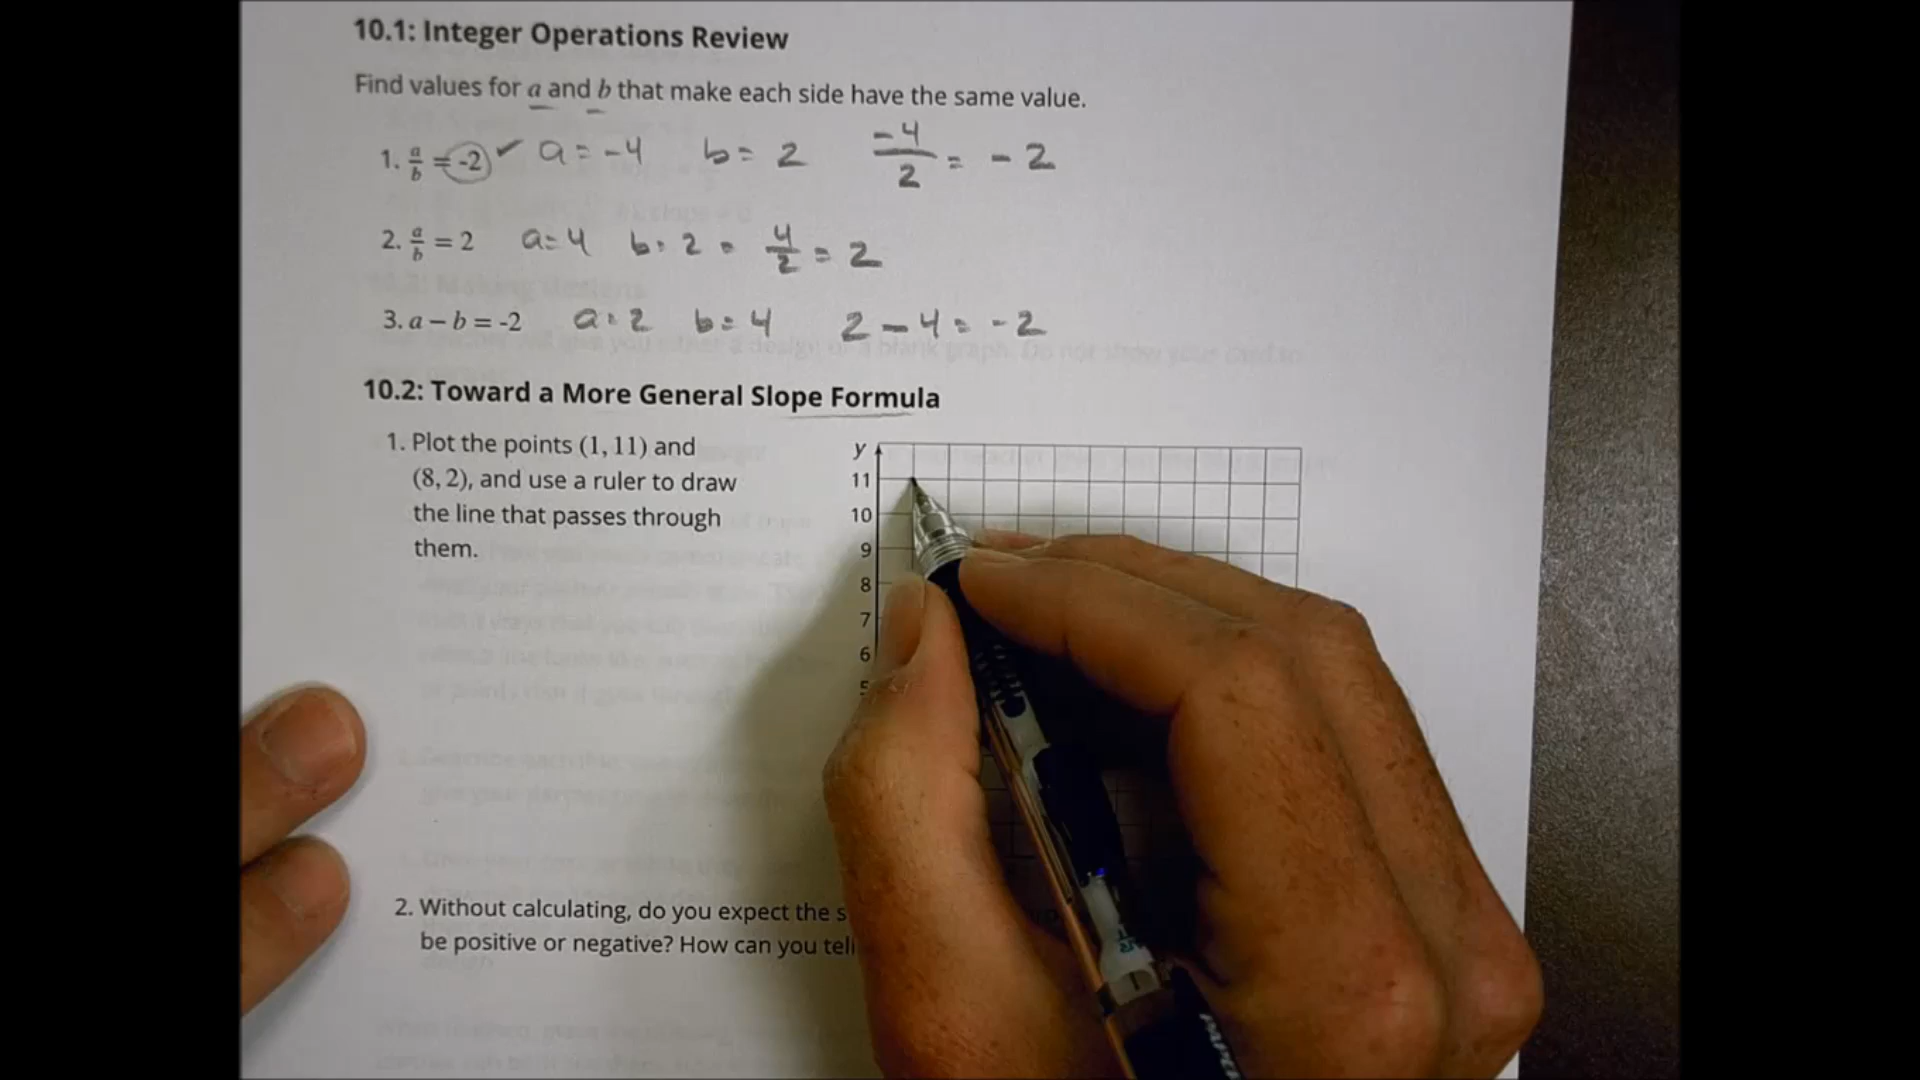 10.1: Integer Operations Review
Find values for a and b that make each side have the same value.
1. a/b = -2 ✓ a = -4 b = 2 -4/2 = -2
2. a/b = 2 a=4 b: 2 = 4/2 = 2
3. a − b = -2 a: 2 b= 4 2 - 4 = -2
10.2: Toward a More General Slope Formula
1. Plot the points (1, 11) and
(8, 2), and use a ruler to draw
the line that passes through
them.
y
11
10
9
8
7
6
5
2. Without calculating, do you expect the s
be positive or negative? How can you tell